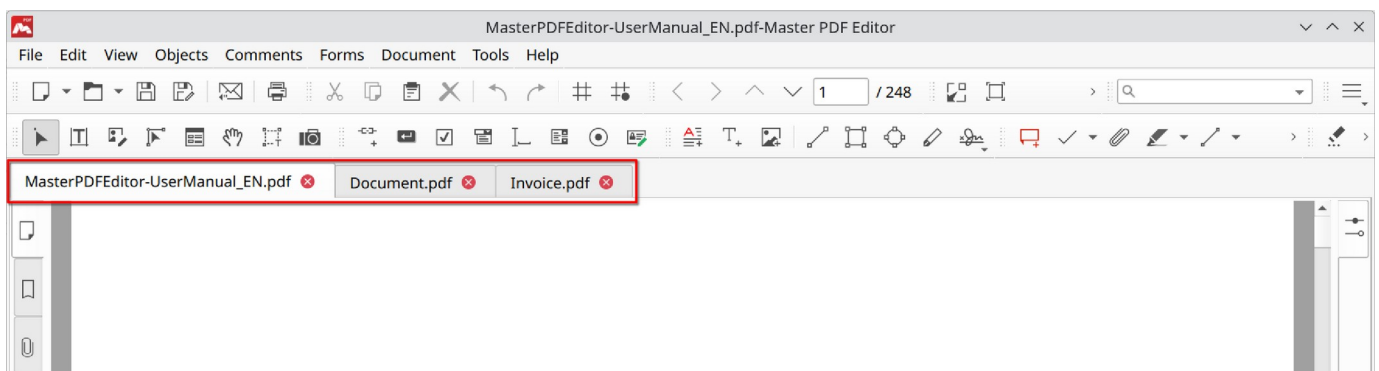 MasterPDFEditor-UserManual_EN.pdf-Master PDF Editor
File Edit View Objects Comments Forms Document Tools Help
1 / 248
MasterPDFEditor-UserManual_EN.pdf Document.pdf Invoice.pdf